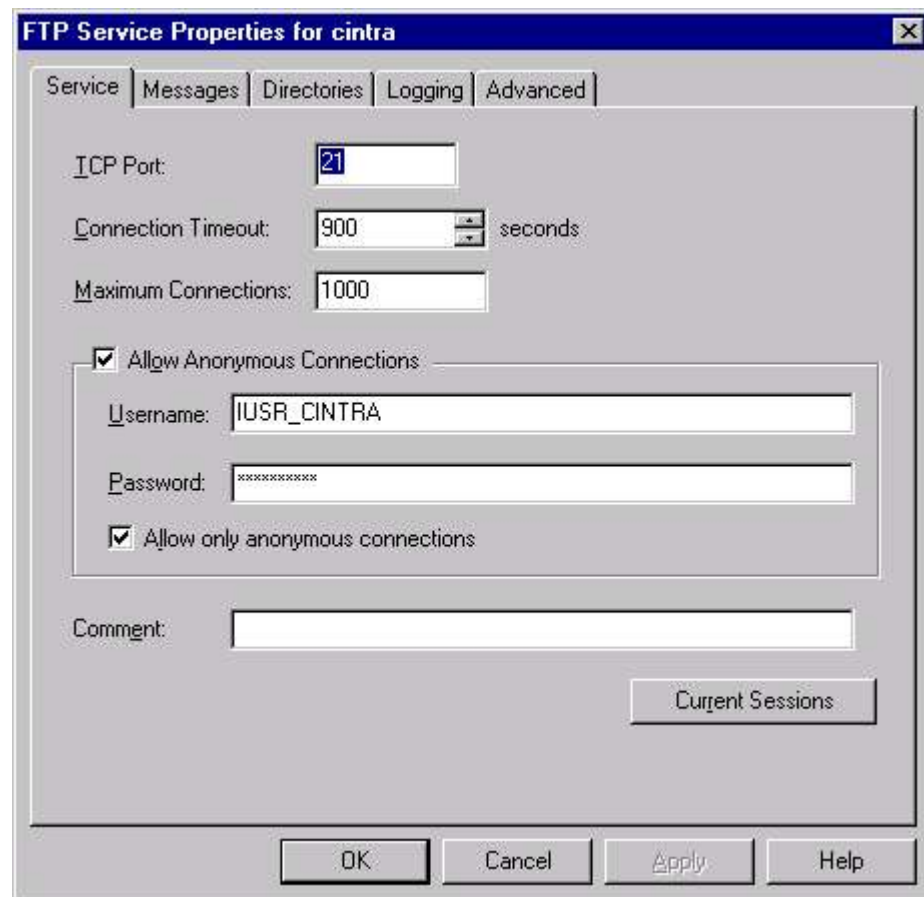 FTP Service Properties for cintra
Service Messages Directories Logging Advanced
TCP Port: 21
Connection Timeout: 900 seconds
Maximum Connections: 1000
Allow Anonymous Connections
Username: IUSR_CINTRA
Password: **********
Allow only anonymous connections
Comment:
Current Sessions
OK Cancel Apply Help